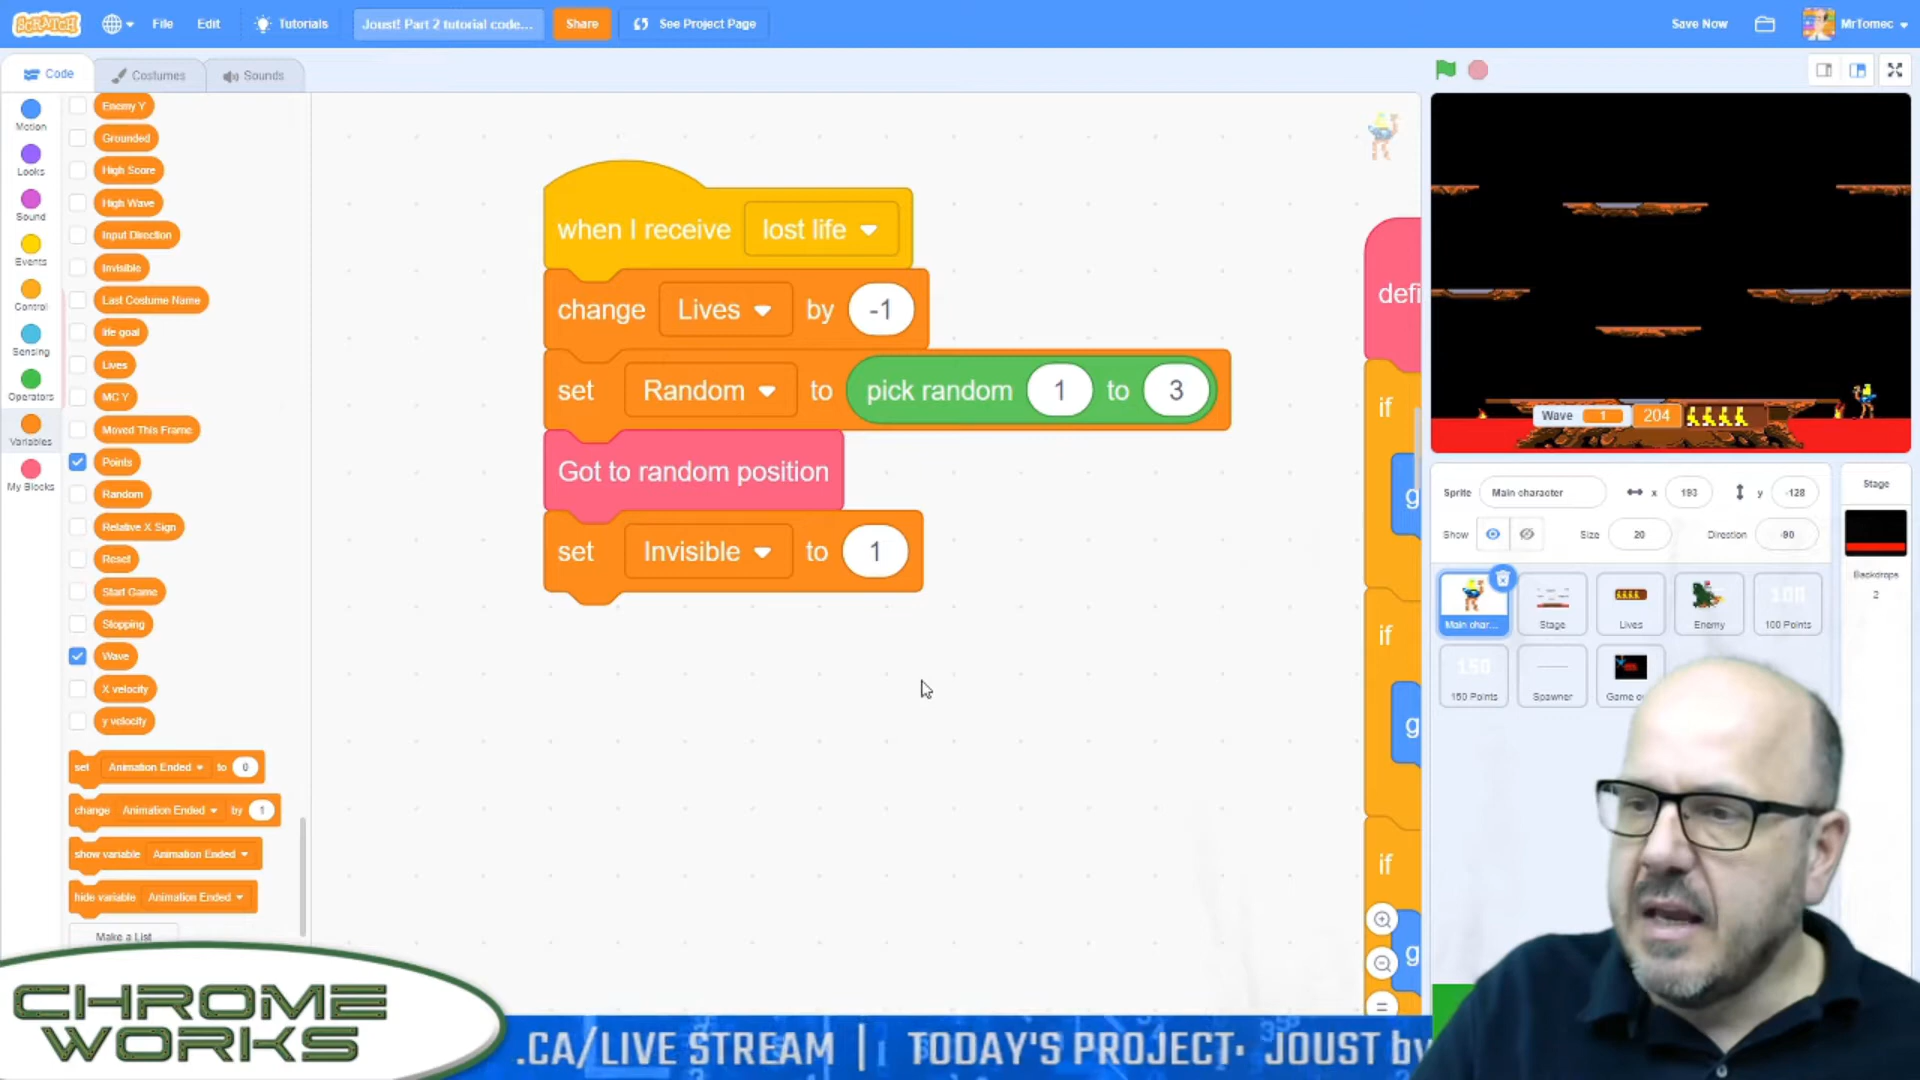 SCRATCH
File
Edit
Tutorials
Joust! Part 2 tutorial code...
Share
See Project Page
Save Now
MrTomec
Code
Costumes
Sounds
Motion
Looks
Sound
Events
Control
Sensing
Operators
Variables
My Blocks
Enemy Y
Grounded
High Score
High Wave
Input Direction
Invisible
Last Costume Name
life goal
Lives
MC Y
Moved This Frame
Points
Random
Relative X Sign
Reset
Start Game
Stopping
Wave
X velocity
y velocity
set Animation Ended to 0
change Animation Ended by 1
show variable Animation Ended
hide variable Animation Ended
Make a List
when I receive lost life
change Lives by -1
set Random to pick random 1 to 3
Got to random position
set Invisible to 1
defi
if
g
if
g
if
g
Wave 1 204
Sprite Main character x 193 y -128
Show Size 20 Direction -90
Main char...
Stage
Lives
Enemy
100
100 Points
150
150 Points
Spawner
Game o
Stage
Backdrops
2
CHROME
WORKS
.CA/LIVE STREAM | TODAY'S PROJECT: JOUST by